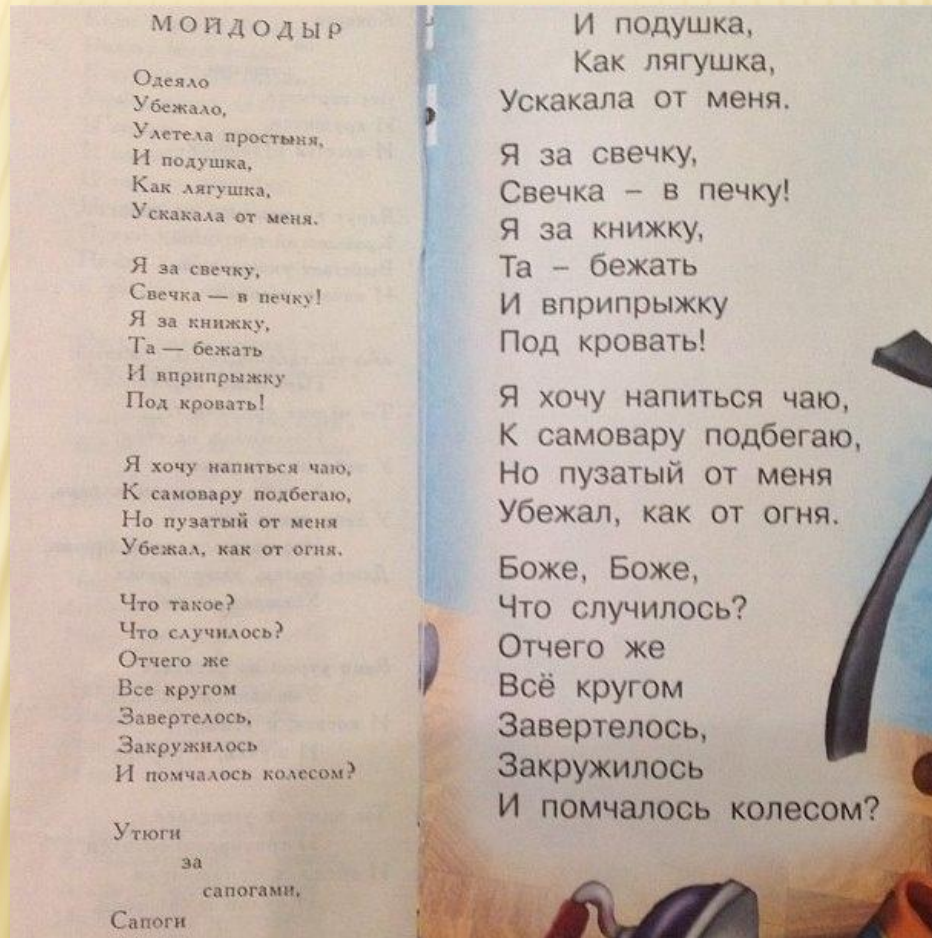 МОЙДОДЫР
Одеяло
Убежало,
Улетела простыня,
И подушка,
Как лягушка,
Ускакала от меня.
Я за свечку,
Свечка — в печку!
Я за книжку,
Та — бежать
И вприпрыжку
Под кровать!
Я хочу напиться чаю,
К самовару подбегаю,
Но пузатый от меня
Убежал, как от огня.
Что такое?
Что случилось?
Отчего же
Все кругом
Завертелось,
Закружилось
И помчалось колесом?
Утюги
за
сапогами,
Сапоги
И подушка,
Как лягушка,
Ускакала от меня.
Я за свечку,
Свечка – в печку!
Я за книжку,
Та – бежать
И вприпрыжку
Под кровать!
Я хочу напиться чаю,
К самовару подбегаю,
Но пузатый от меня
Убежал, как от огня.
Боже, Боже,
Что случилось?
Отчего же
Всё кругом
Завертелось,
Закружилось
И помчалось колесом?